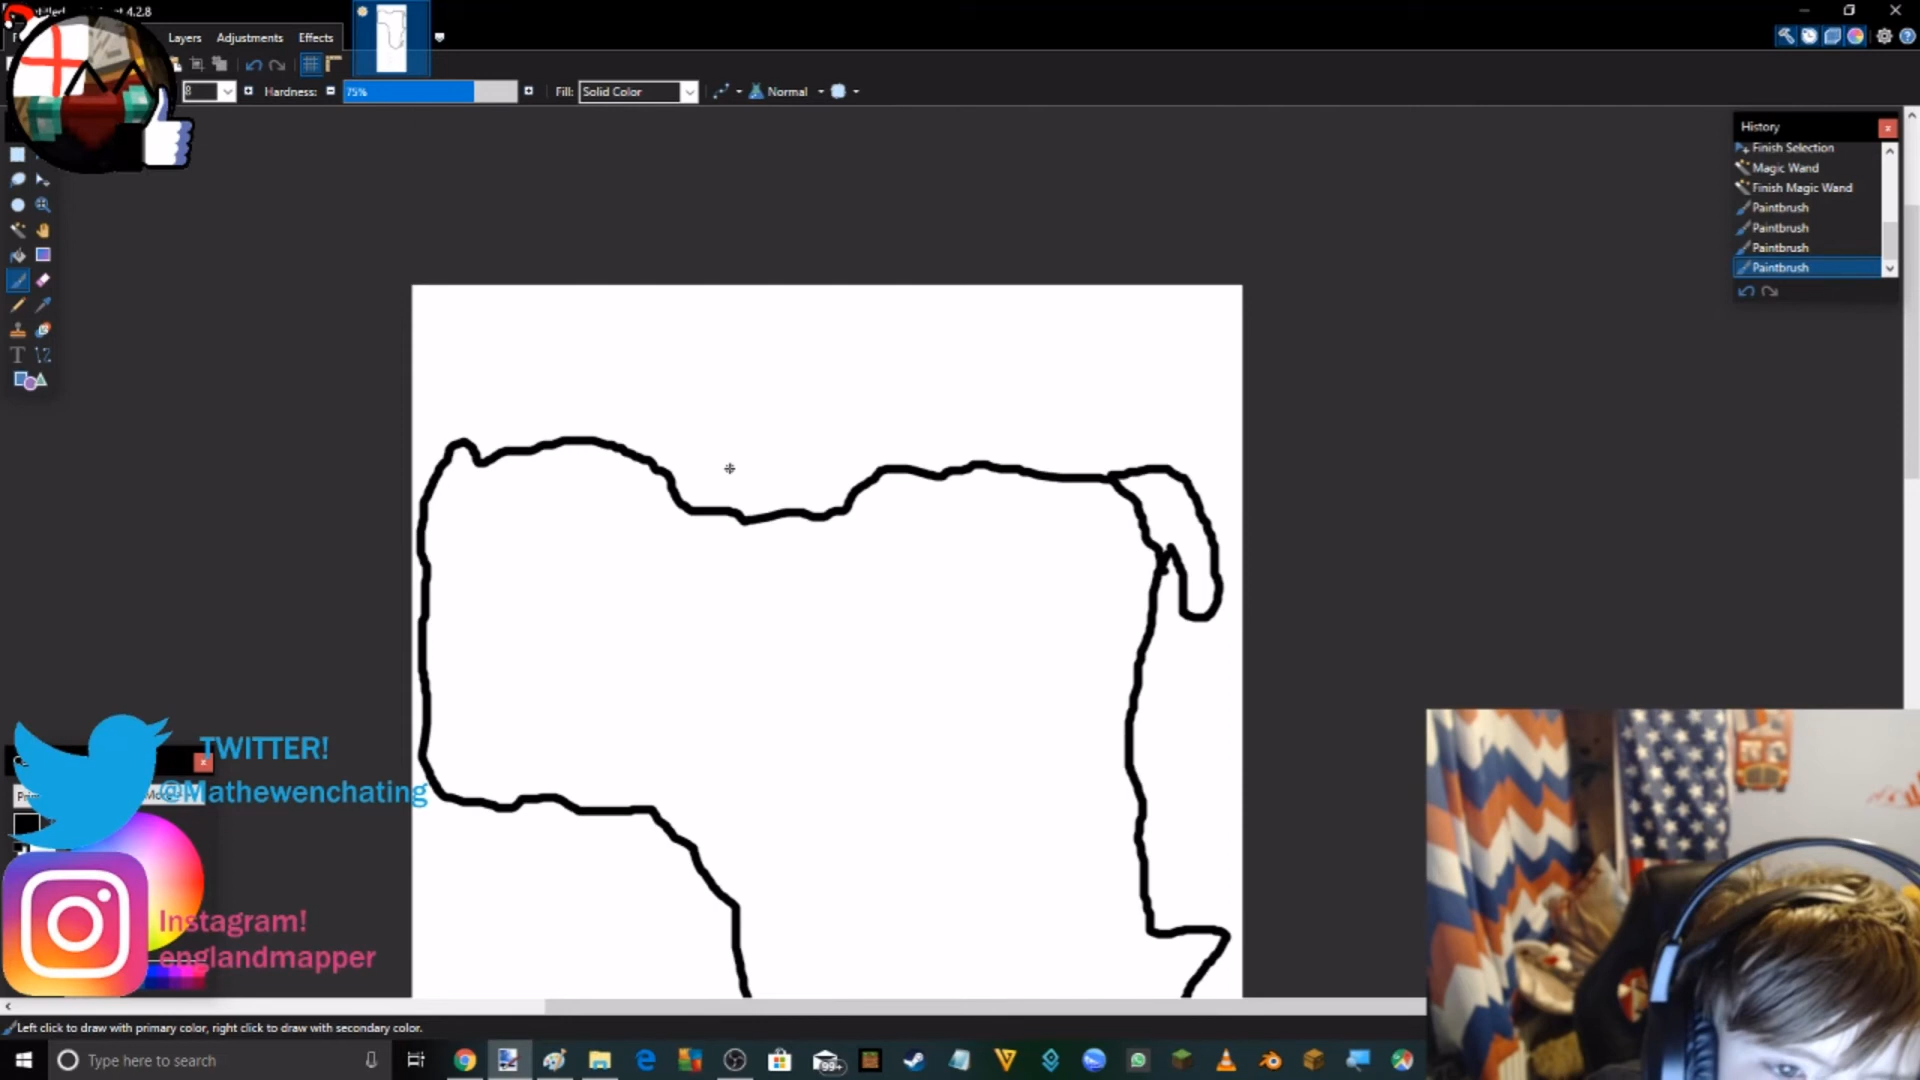 4.2.8
Layers Adjustments Effects
8 Hardness: 75% Fill: Solid Color Normal
History
Finish Selection
Magic Wand
Finish Magic Wand
Paintbrush
Paintbrush
Paintbrush
Paintbrush
TWITTER!
@Mathewenchating
Instagram!
englandmapper
Left click to draw with primary color, right click to draw with secondary color.
Type here to search
99+